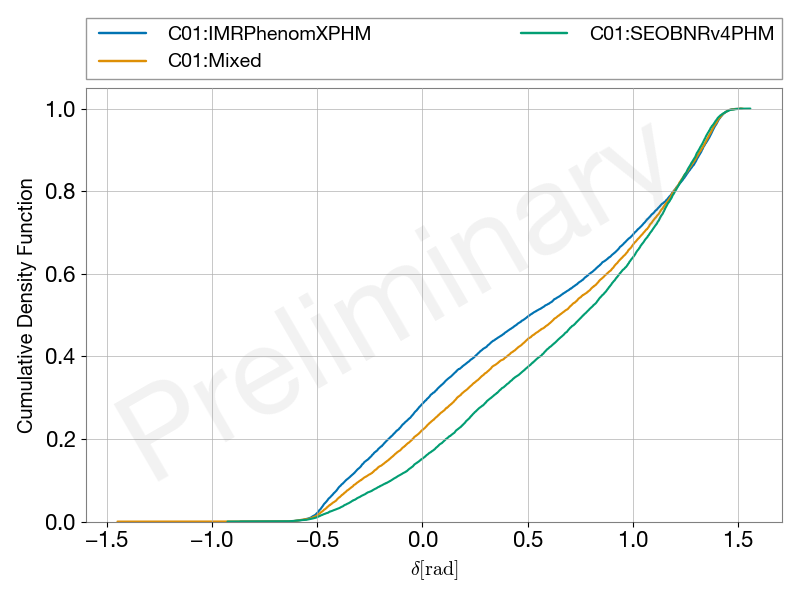 C01:IMRPhenomXPHM
C01:Mixed
C01:SEOBNRv4PHM
Preliminary
Cumulative Density Function
1.0
0.8
0.6
0.4
0.2
0.0
−1.5 −1.0 −0.5 0.0 0.5 1.0 1.5
δ[rad]